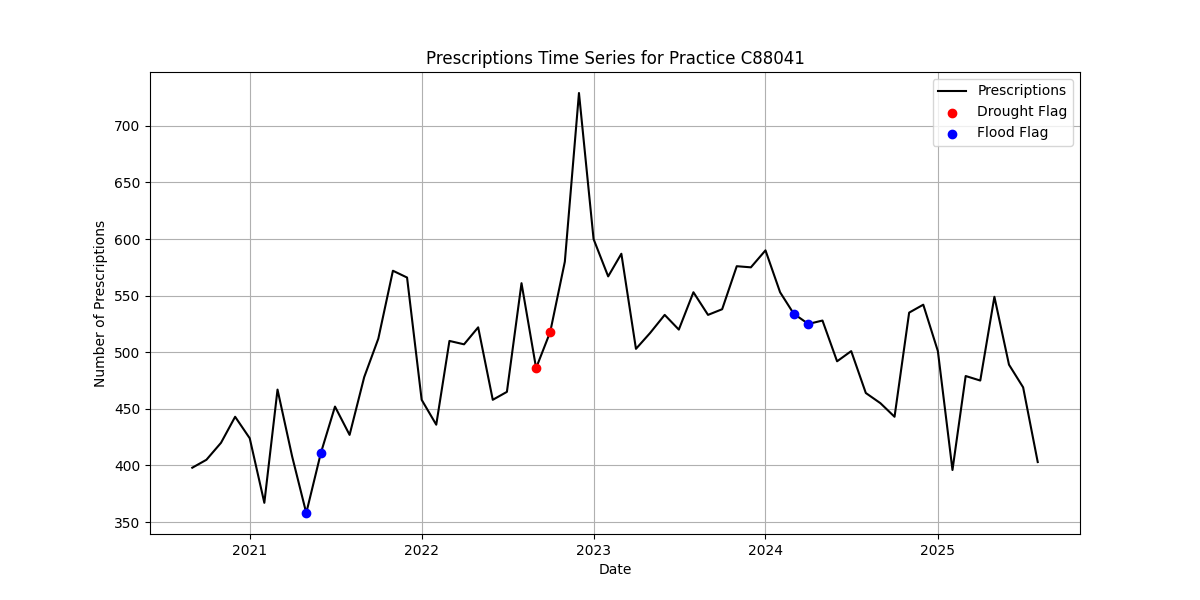 Prescriptions Time Series for Practice C88041
Prescriptions
Drought Flag
Flood Flag
Number of Prescriptions
700
650
600
550
500
450
400
350
2021
2022
2023
2024
2025
Date